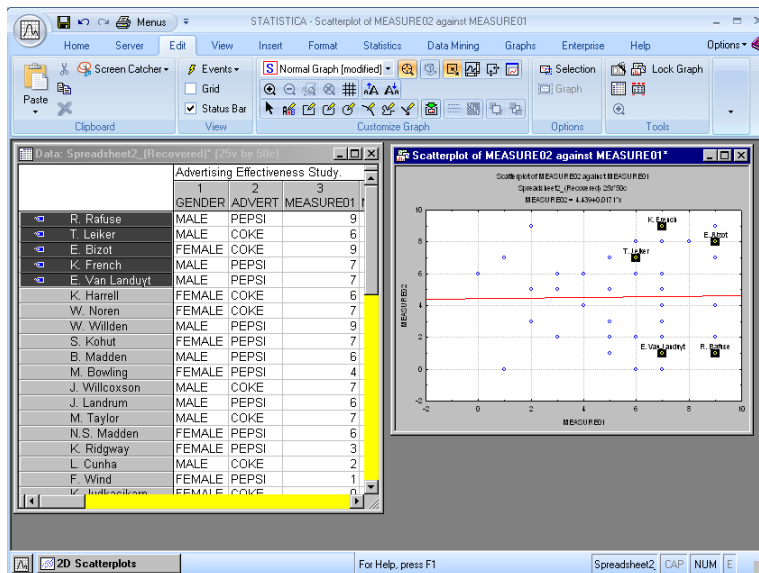 Menus
STATISTICA - Scatterplot of MEASURE02 against MEASURE01
Home Server Edit View Insert Format Statistics Data Mining Graphs Enterprise Help Options
Paste
Screen Catcher
Clipboard
Events
Grid
Status Bar
View
S Normal Graph [modified]
Customize Graph
Selection
Graph
Options
Lock Graph
Tools
Data: Spreadsheet2_(Recovered)* (25v by 50c)
Advertising Effectiveness Study.
1 2 3
GENDER ADVERT MEASURE01
R. Rafuse MALE PEPSI 9
T. Leiker MALE COKE 6
E. Bizot FEMALE COKE 9
K. French MALE PEPSI 7
E. Van Landuyt MALE PEPSI 7
K. Harrell FEMALE COKE 6
W. Noren FEMALE COKE 7
W. Willden MALE PEPSI 9
S. Kohut FEMALE PEPSI 7
B. Madden MALE PEPSI 6
M. Bowling FEMALE PEPSI 4
J. Willcoxson MALE COKE 7
J. Landrum MALE PEPSI 6
M. Taylor MALE COKE 7
N.S. Madden FEMALE PEPSI 6
K. Ridgway FEMALE PEPSI 3
L. Cunha MALE COKE 2
F. Wind FEMALE PEPSI 1
K. Judkasikarn FEMALE COKE 0
Scatterplot of MEASURE02 against MEASURE01*
Scatterplot of MEASURE02 against MEASURE01
Spreadsheet2_(Recovered) 25v*50c
MEASURE02 = 4.439+0.0171*x
10
8
6
4
2
0
-2
MEASURE02
K. French
E. Bizot
T. Leiker
E. Van Landuyt
R. Rafuse
-2 0 2 4 6 8 10
MEASURE01
2D Scatterplots
For Help, press F1
Spreadsheet2_ CAP NUM E